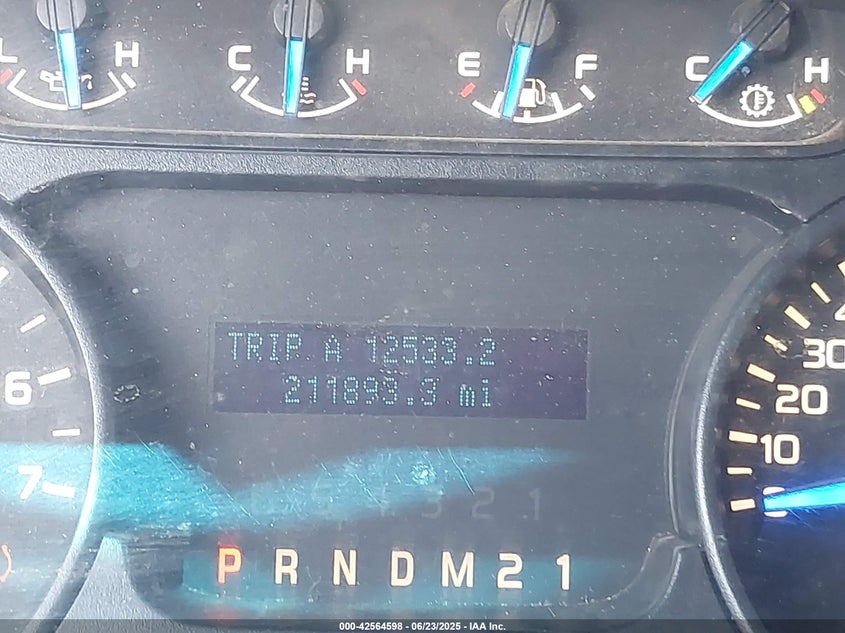 L H C H E F C H
TRIP A 12533.2
211893.3 mi
6
7
30
20
10
P R N D M 2 1
000-42564598 - 06/23/2025 - IAA Inc.